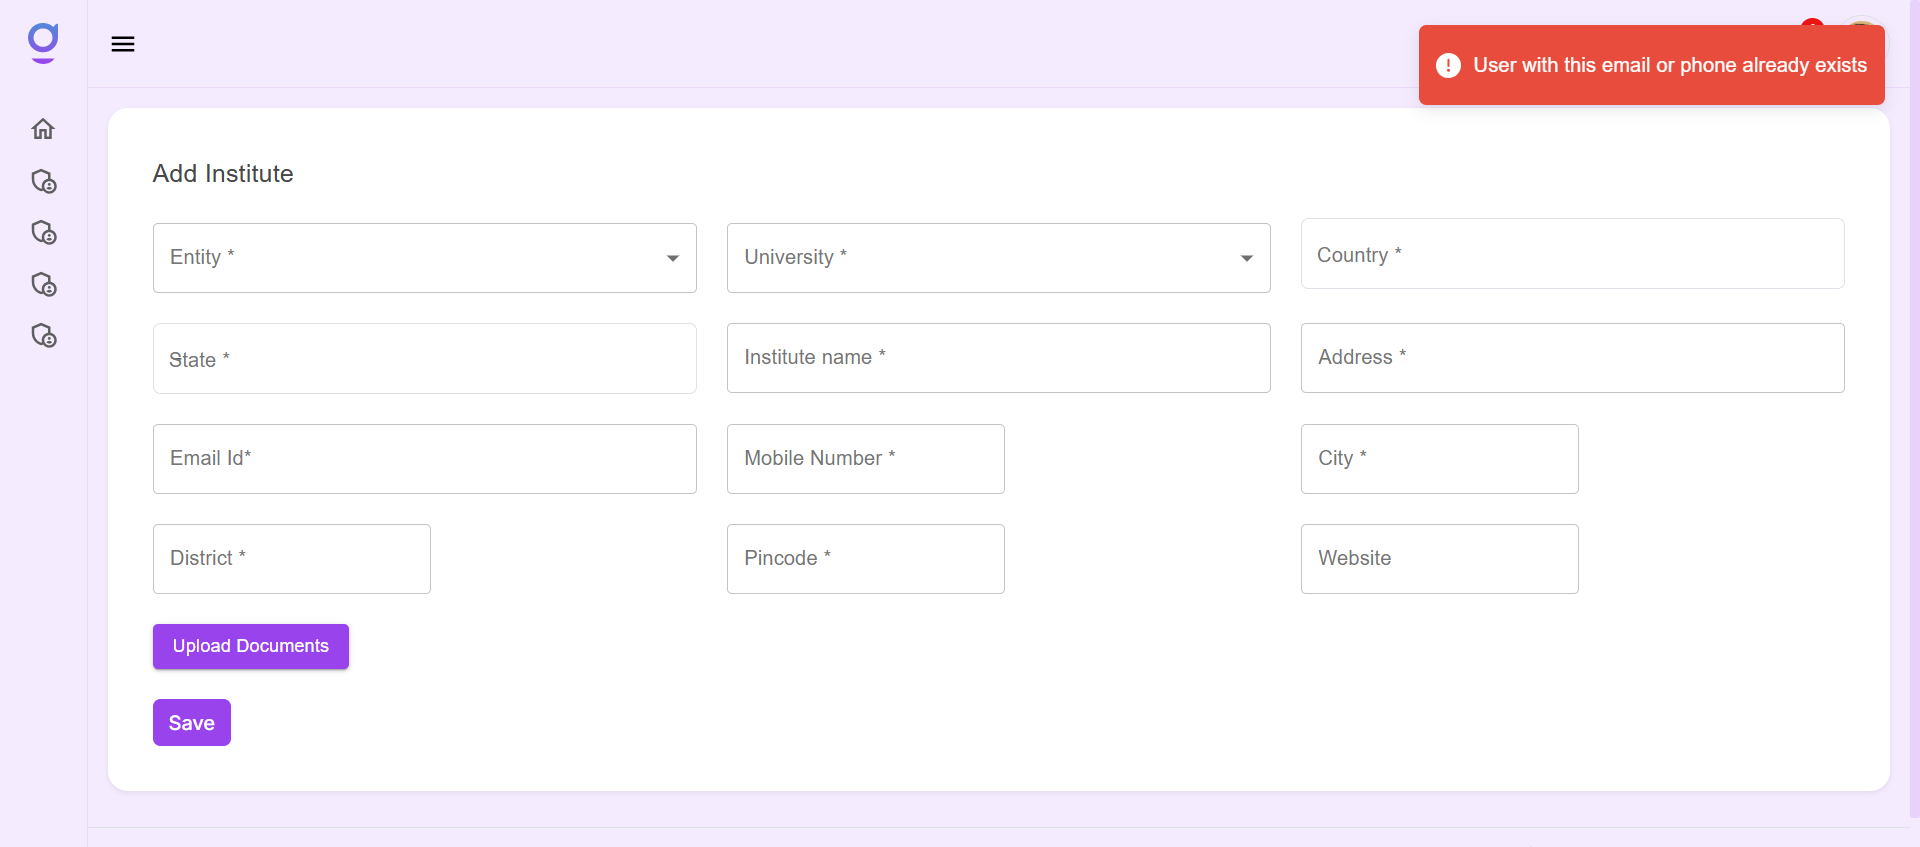 User with this email or phone already exists
Add Institute
Entity *
University *
Country *
State *
Institute name *
Address *
Email Id*
Mobile Number *
City *
District *
Pincode *
Website
Upload Documents
Save